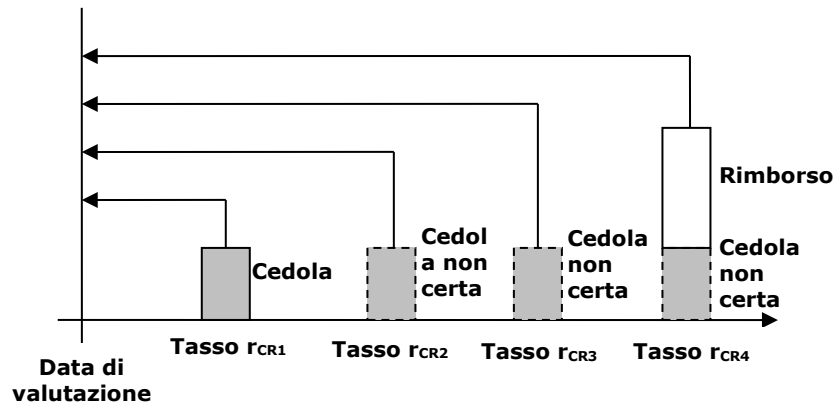 Rimborso
Cedola
Cedol
a non
certa
Cedola
non
certa
Cedola
non
certa
Tasso rCR1
Tasso rCR2
Tasso rCR3
Tasso rCR4
Data di
valutazione